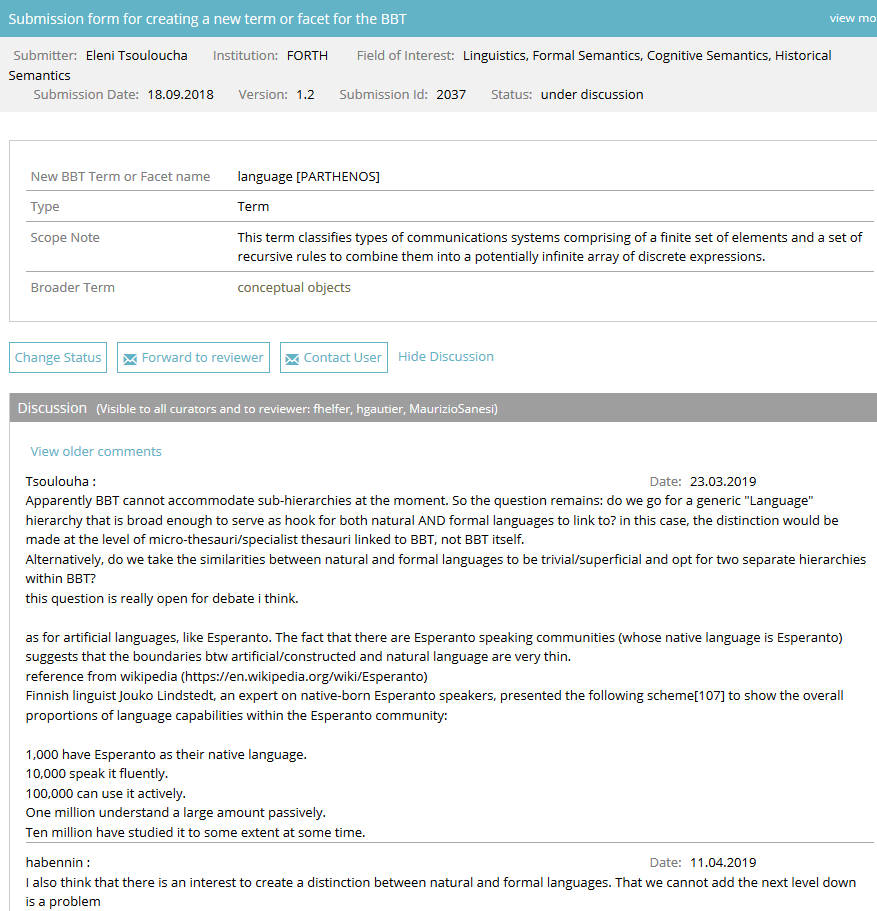 Submission form for creating a new term or facet for the BBT view mo
Submitter: Eleni Tsouloucha Institution: FORTH Field of Interest: Linguistics, Formal Semantics, Cognitive Semantics, Historical
Semantics
Submission Date: 18.09.2018 Version: 1.2 Submission Id: 2037 Status: under discussion
New BBT Term or Facet name language [PARTHENOS]
Type Term
Scope Note This term classifies types of communications systems comprising of a finite set of elements and a set of
recursive rules to combine them into a potentially infinite array of discrete expressions.
Broader Term conceptual objects
Change Status Forward to reviewer Contact User Hide Discussion
Discussion (Visible to all curators and to reviewer: fhelfer, hgautier, MaurizioSanesi)
View older comments
Tsoulouha : Date: 23.03.2019
Apparently BBT cannot accommodate sub-hierarchies at the moment. So the question remains: do we go for a generic "Language"
hierarchy that is broad enough to serve as hook for both natural AND formal languages to link to? in this case, the distinction would be
made at the level of micro-thesauri/specialist thesauri linked to BBT, not BBT itself.
Alternatively, do we take the similarities between natural and formal languages to be trivial/superficial and opt for two separate hierarchies
within BBT?
this question is really open for debate i think.
as for artificial languages, like Esperanto. The fact that there are Esperanto speaking communities (whose native language is Esperanto)
suggests that the boundaries btw artificial/constructed and natural language are very thin.
reference from wikipedia (https://en.wikipedia.org/wiki/Esperanto)
Finnish linguist Jouko Lindstedt, an expert on native-born Esperanto speakers, presented the following scheme[107] to show the overall
proportions of language capabilities within the Esperanto community:
1,000 have Esperanto as their native language.
10,000 speak it fluently.
100,000 can use it actively.
One million understand a large amount passively.
Ten million have studied it to some extent at some time.
habennin : Date: 11.04.2019
I also think that there is an interest to create a distinction between natural and formal languages. That we cannot add the next level down
is a problem